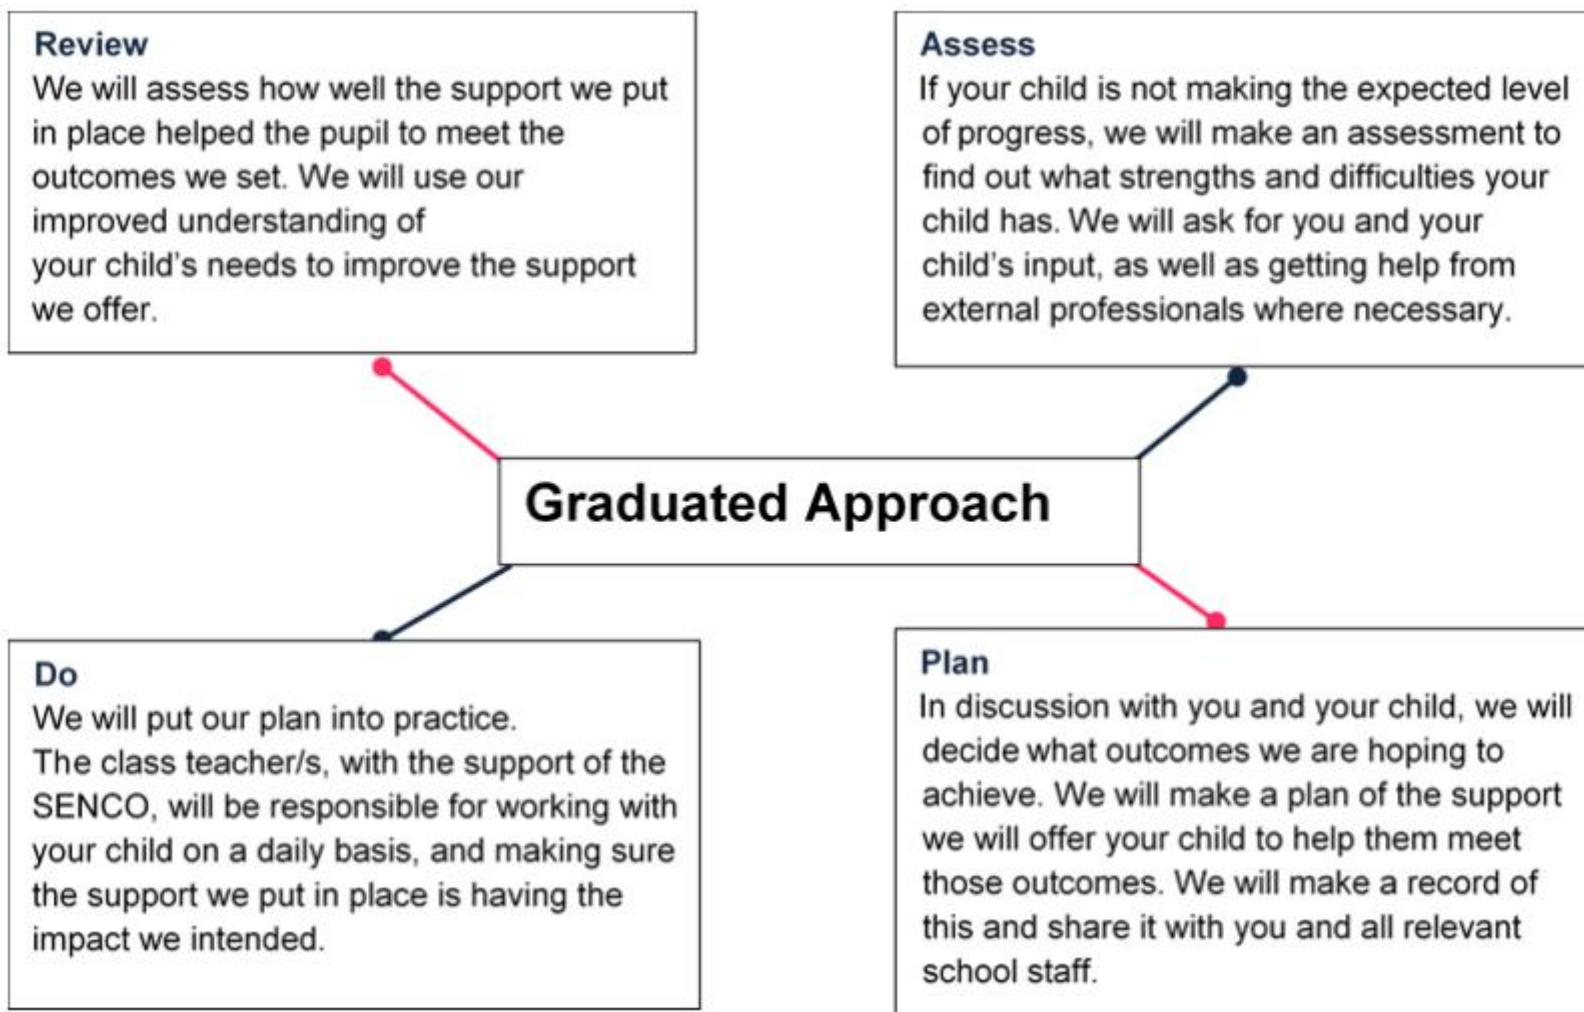 Review
We will assess how well the support we put
in place helped the pupil to meet the
outcomes we set. We will use our
improved understanding of
your child's needs to improve the support
we offer.
Assess
If your child is not making the expected level
of progress, we will make an assessment to
find out what strengths and difficulties your
child has. We will ask for you and your
child's input, as well as getting help from
external professionals where necessary.
Graduated Approach
Do
We will put our plan into practice.
The class teacher/s, with the support of the
SENCO, will be responsible for working with
your child on a daily basis, and making sure
the support we put in place is having the
impact we intended.
Plan
In discussion with you and your child, we will
decide what outcomes we are hoping to
achieve. We will make a plan of the support
we will offer your child to help them meet
those outcomes. We will make a record of
this and share it with you and all relevant
school staff.